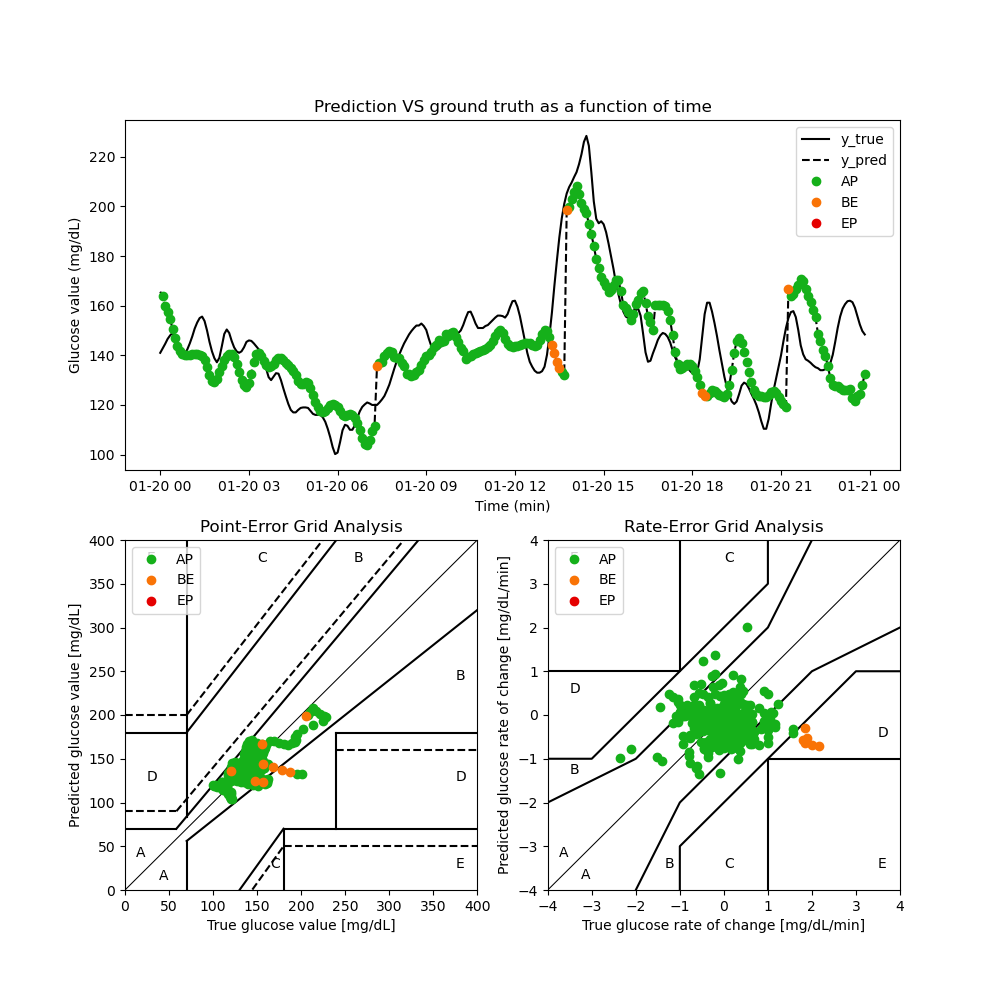 Prediction VS ground truth as a function of time
Glucose value (mg/dL)
220
200
180
160
140
120
100
y_true
y_pred
AP
BE
EP
01-20 00 01-20 03 01-20 06 01-20 09 01-20 12 01-20 15 01-20 18 01-20 21 01-21 00
Time (min)
Point-Error Grid Analysis
Predicted glucose value [mg/dL]
400
350
300
250
200
150
100
50
0
AP
BE
EP
C
B
B
D
D
A
A
C
E
0 50 100 150 200 250 300 350 400
True glucose value [mg/dL]
Rate-Error Grid Analysis
Predicted glucose rate of change [mg/dL/min]
4
3
2
1
0
−1
−2
−3
−4
AP
BE
EP
C
D
D
B
A
A
B
C
E
−4 −3 −2 −1 0 1 2 3 4
True glucose rate of change [mg/dL/min]